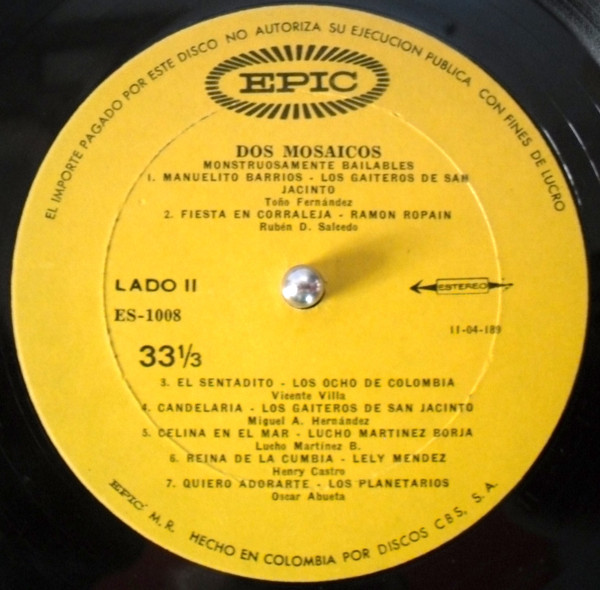 EL IMPORTE PAGADO POR ESTE DISCO NO AUTORIZA SU EJECUCION PUBLICA CON FINES DE LUCRO
EPIC
DOS MOSAICOS
MONSTRUOSAMENTE BAILABLES
1. MANUELITO BARRIOS - LOS GAITEROS DE SAN
JACINTO
Toño Fernández
2. FIESTA EN CORRALEJA - RAMON ROPAIN
Rubén D. Salcedo
LADO II
ESTEREO
ES-1008
11-04-189
33 1/3
3. EL SENTADITO - LOS OCHO DE COLOMBIA
Vicente Villa
4. CANDELARIA - LOS GAITEROS DE SAN JACINTO
Miguel A. Hernández
5. CELINA EN EL MAR - LUCHO MARTINEZ BORJA
Lucho Martínez B.
6. REINA DE LA CUMBIA - LELY MENDEZ
Henry Castro
7. QUIERO ADORARTE - LOS PLANETARIOS
Oscar Abueta
EPIC M.R. HECHO EN COLOMBIA POR DISCOS CBS, S.A.